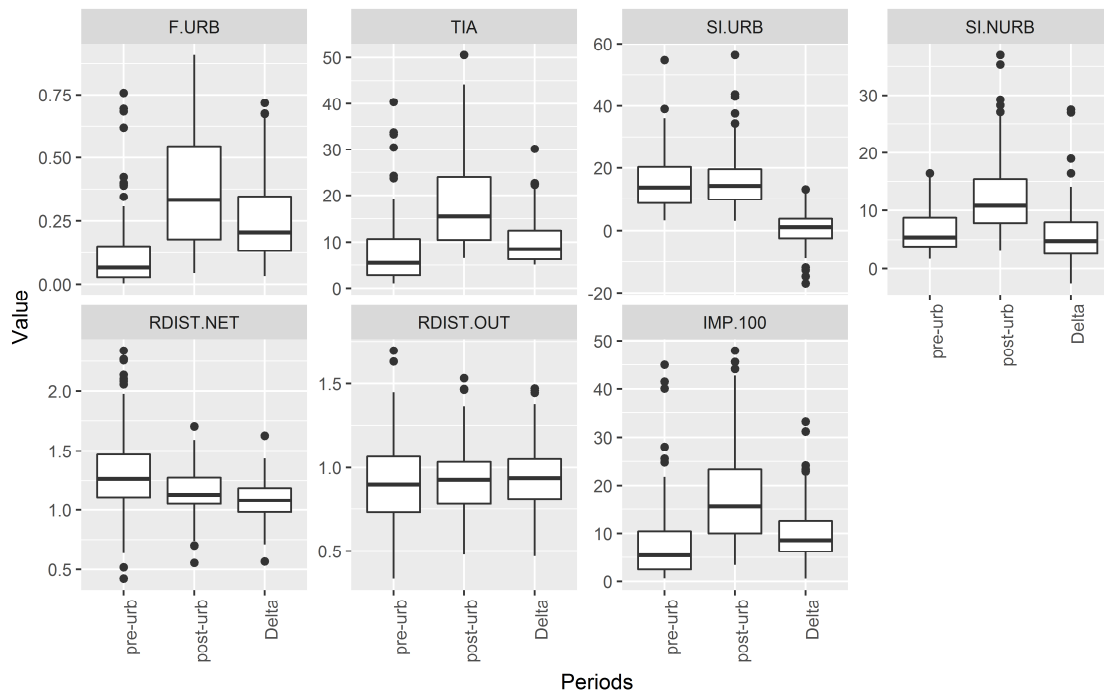 F.URB
TIA
SI.URB
SI.NURB
0.75
0.50
0.25
0.00
50
40
30
20
10
0
60
40
20
0
-20
30
20
10
0
pre-urb
post-urb
Delta
Value
RDIST.NET
RDIST.OUT
IMP.100
2.0
1.5
1.0
0.5
1.5
1.0
0.5
50
40
30
20
10
0
pre-urb
post-urb
Delta
pre-urb
post-urb
Delta
pre-urb
post-urb
Delta
Periods